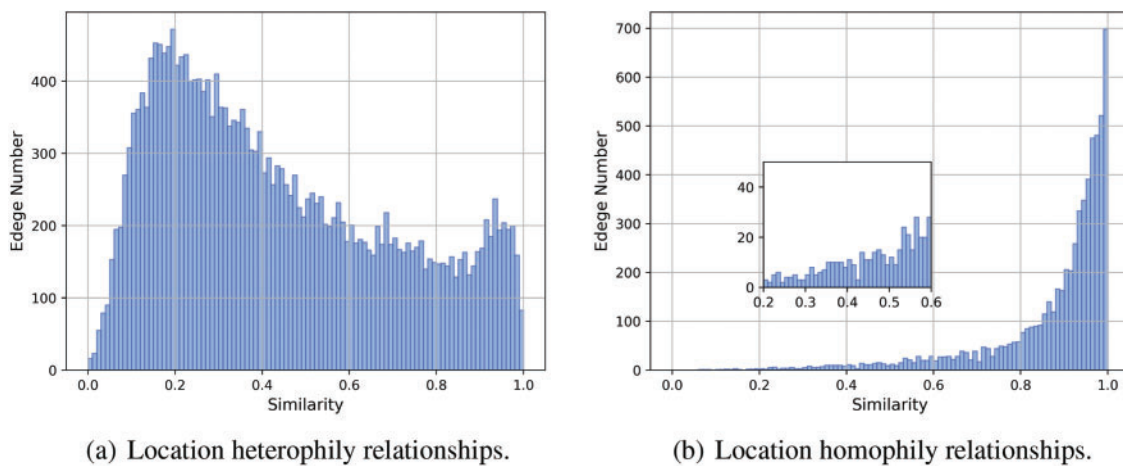 Edege Number
400
300
200
100
0
0.0 0.2 0.4 0.6 0.8 1.0
Similarity
(a) Location heterophily relationships.
Edege Number
700
600
500
400
300
200
100
0
40
20
0
0.2 0.3 0.4 0.5 0.6
0.0 0.2 0.4 0.6 0.8 1.0
Similarity
(b) Location homophily relationships.